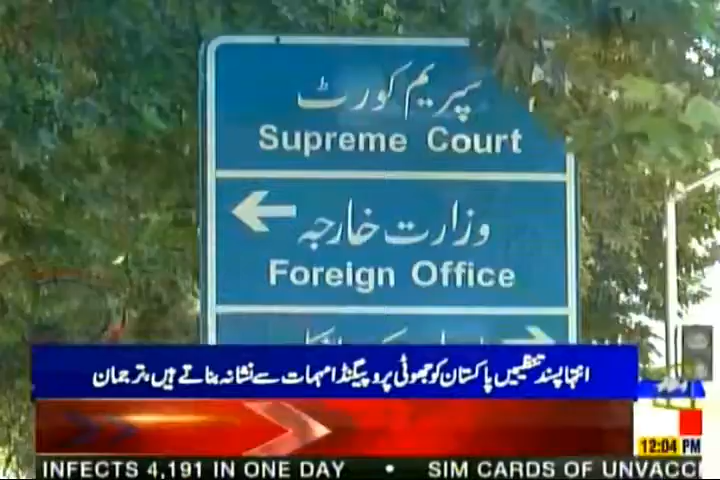 سپریم کورٹ
Supreme Court
وزارت خارجہ
Foreign Office
انتہا پسند تنظیمیں پاکستان کو جھوٹی پروپیگنڈا مہمات سے نشانہ بناتے ہیں، ترجمان
12:04 PM
INFECTS 4,191 IN ONE DAY • SIM CARDS OF UNVACC